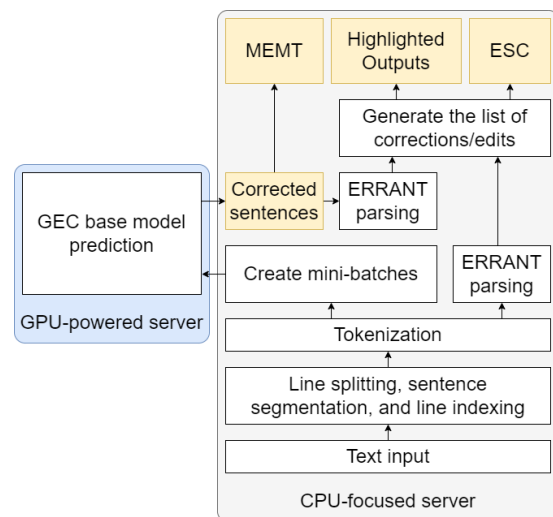 MEMT
Highlighted
Outputs
ESC
Generate the list of
corrections/edits
Corrected
sentences
ERRANT
parsing
GEC base model
prediction
Create mini-batches
ERRANT
parsing
GPU-powered server
Tokenization
Line splitting, sentence
segmentation, and line indexing
Text input
CPU-focused server